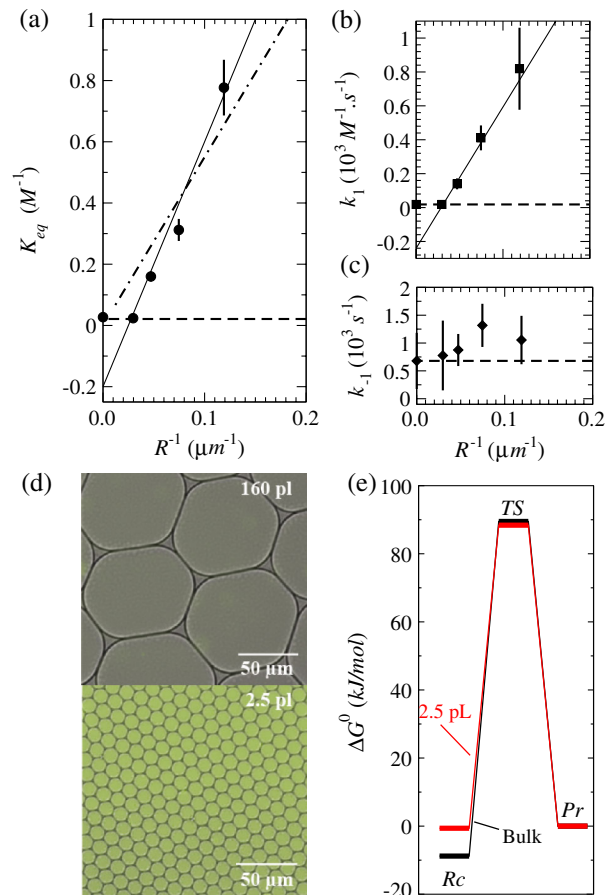 (a)
1
0.8
0.6
0.4
0.2
0
-0.2
K_eq (M⁻¹)
0.0
0.1
0.2
R⁻¹ (μm⁻¹)
(b)
1
0.8
0.6
0.4
0.2
0
-0.2
k₁ (10³ M⁻¹.s⁻¹)
(c)
2
1.5
1
0.5
0
k₋₁ (10³ s⁻¹)
0.0
0.1
0.2
R⁻¹ (μm⁻¹)
(d)
160 pl
50 μm
2.5 pl
50 μm
(e)
100
80
60
40
20
0
-20
ΔG⁰ (kJ/mol)
TS
2.5 pL
Bulk
Rc
Pr